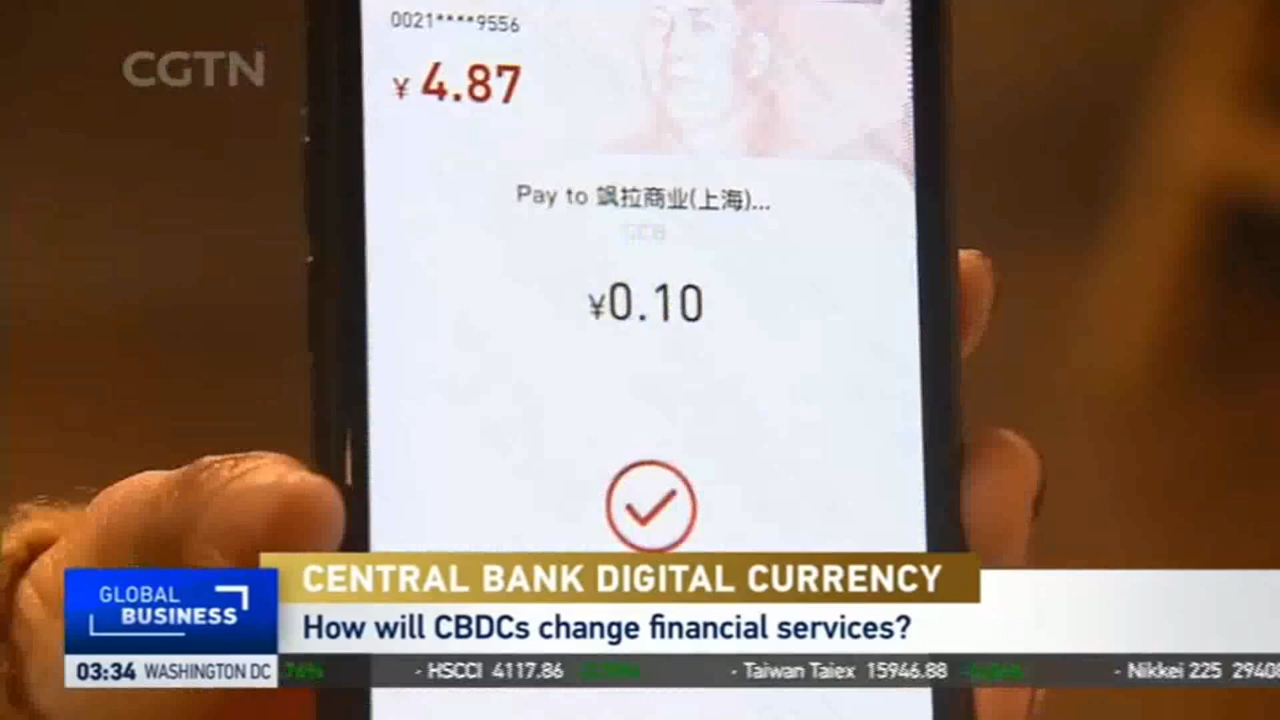 CGTN
0021****9556
¥ 4.87
Pay to 飒拉商业(上海)...
¥0.10
CENTRAL BANK DIGITAL CURRENCY
How will CBDCs change financial services?
GLOBAL
BUSINESS
03:34 WASHINGTON DC
- HSCCI 4117.86 - Taiwan Taiex 15946.88 - Nikkei 225